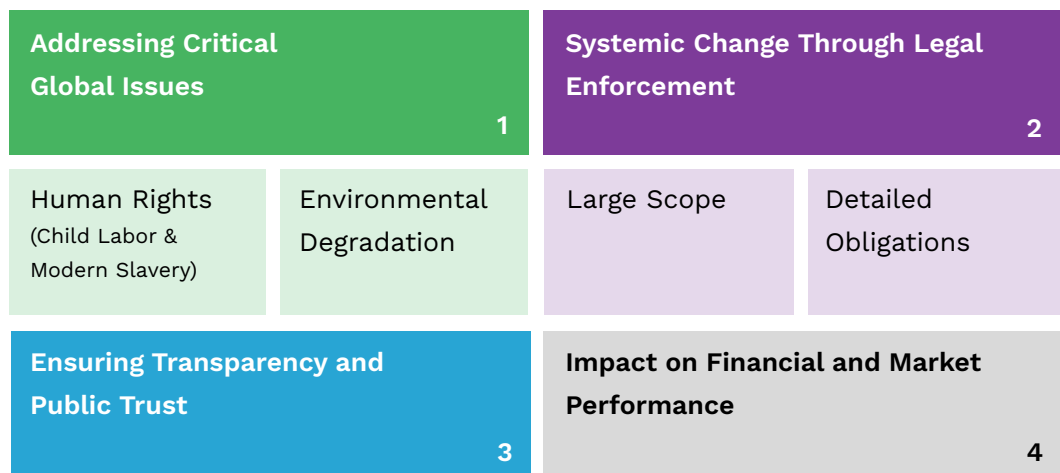 Addressing Critical
Global Issues
1
Systemic Change Through Legal
Enforcement
2
Human Rights
(Child Labor &
Modern Slavery)
Environmental
Degradation
Large Scope
Detailed
Obligations
Ensuring Transparency and
Public Trust
3
Impact on Financial and Market
Performance
4